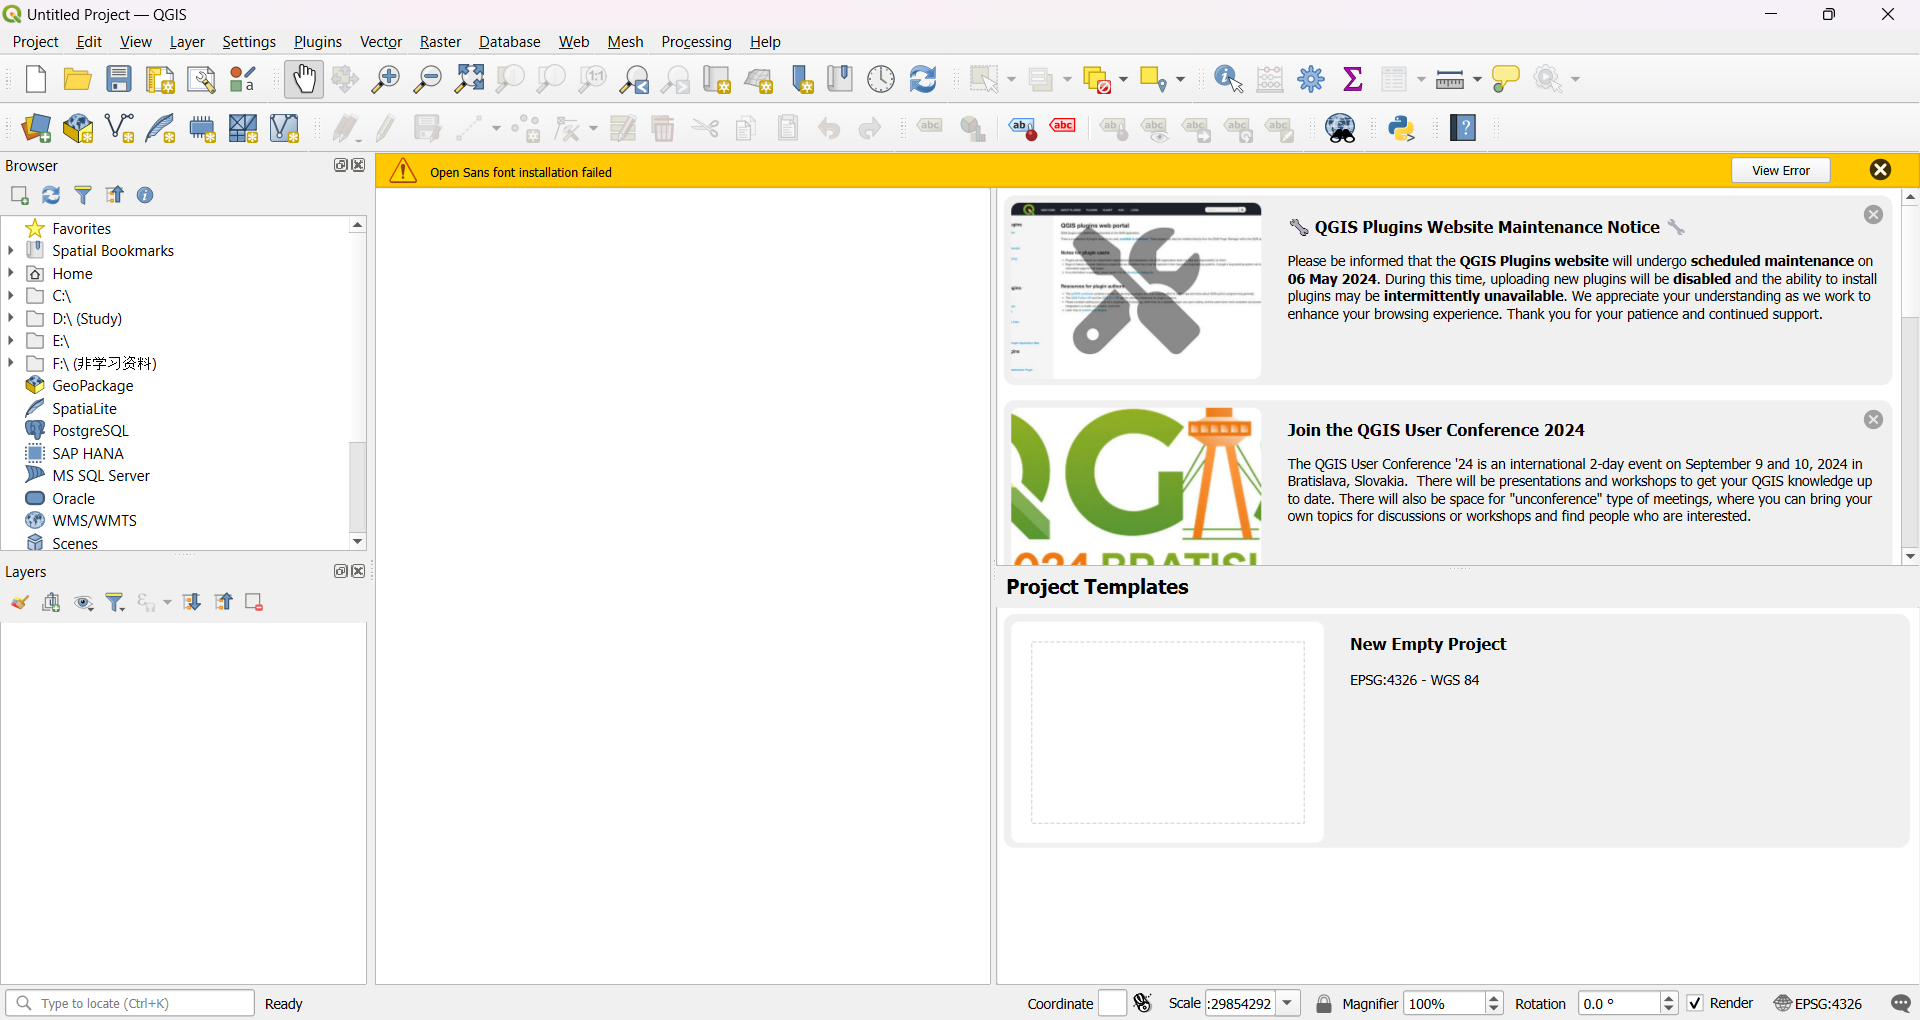 Untitled Project — QGIS
Project Edit View Layer Settings Plugins Vector Raster Database Web Mesh Processing Help
Browser
Favorites
Spatial Bookmarks
Home
C:\
D:\ (Study)
E:\
F:\ (非学习资料)
GeoPackage
SpatiaLite
PostgreSQL
SAP HANA
MS SQL Server
Oracle
WMS/WMTS
Scenes
Layers
Open Sans font installation failed
View Error
QGIS Plugins Website Maintenance Notice
Please be informed that the QGIS Plugins website will undergo scheduled maintenance on
06 May 2024. During this time, uploading new plugins will be disabled and the ability to install
plugins may be intermittently unavailable. We appreciate your understanding as we work to
enhance your browsing experience. Thank you for your patience and continued support.
QGIS plugins web portal
Join the QGIS User Conference 2024
The QGIS User Conference '24 is an international 2-day event on September 9 and 10, 2024 in
Bratislava, Slovakia. There will be presentations and workshops to get your QGIS knowledge up
to date. There will also be space for "unconference" type of meetings, where you can bring your
own topics for discussions or workshops and find people who are interested.
Project Templates
New Empty Project
EPSG:4326 - WGS 84
Type to locate (Ctrl+K)
Ready
Coordinate
Scale :29854292
Magnifier 100%
Rotation 0.0 °
Render
EPSG:4326